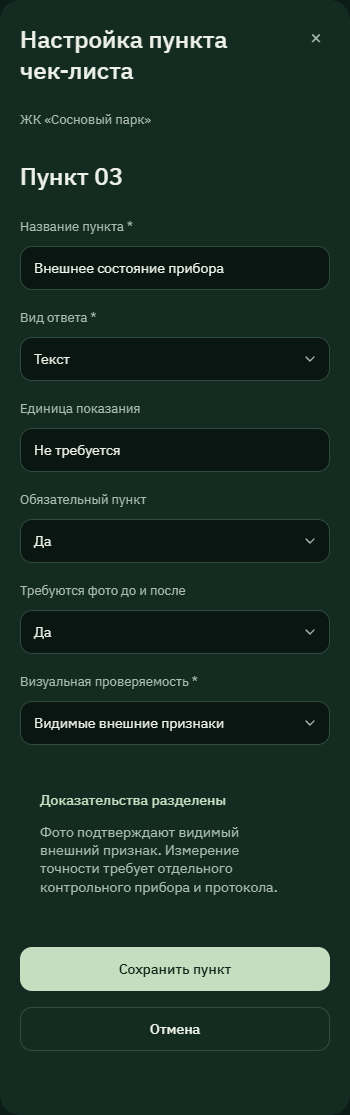 Настройка пункта
чек-листа
×
ЖК «Сосновый парк»
Пункт 03
Название пункта *
Внешнее состояние прибора
Вид ответа *
Текст
Единица показания
Не требуется
Обязательный пункт
Да
Требуются фото до и после
Да
Визуальная проверяемость *
Видимые внешние признаки
Доказательства разделены
Фото подтверждают видимый
внешний признак. Измерение
точности требует отдельного
контрольного прибора и протокола.
Сохранить пункт
Отмена